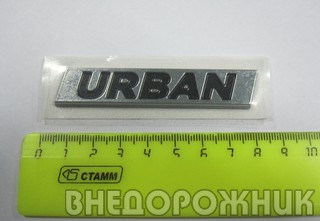 URBAN
0 1 2 3 4 5 6 7 8 9 10
СТАММ
ВНЕДОРОЖНИК